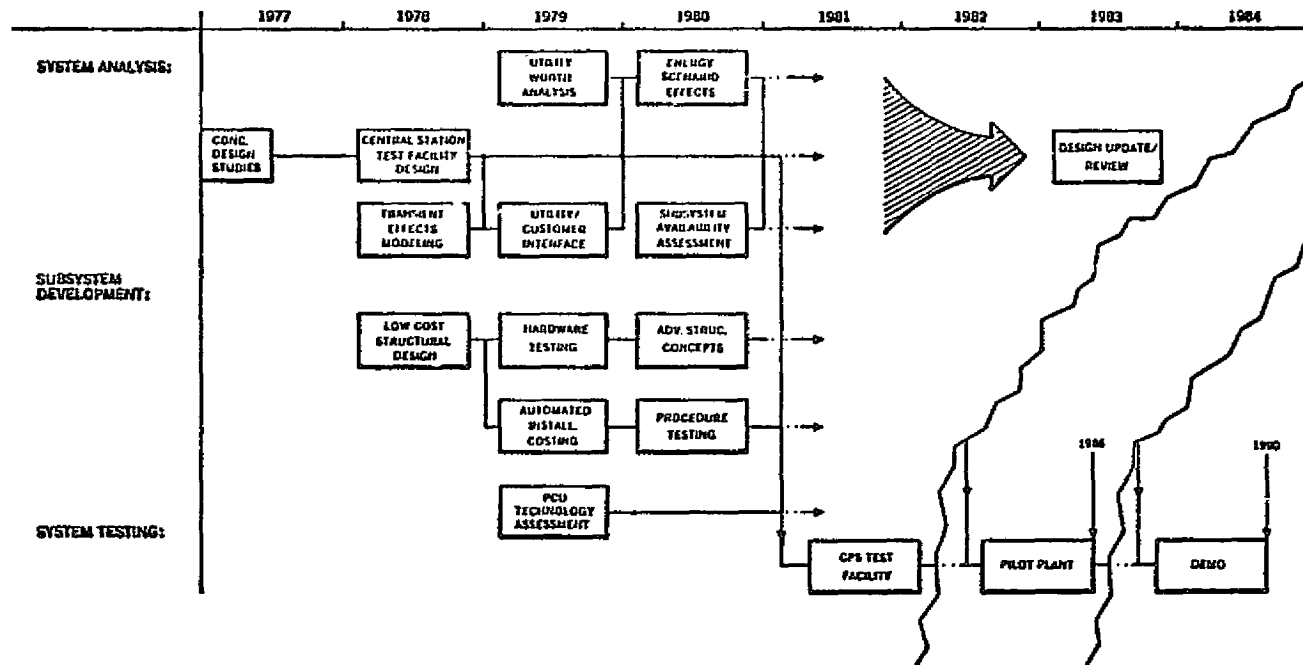 1977 1978 1979 1980 1981 1982 1983 1984
SYSTEM ANALYSIS:
UTILITY
WORTH
ANALYSIS
ENERGY
SCENARIO
EFFECTS
CONC.
DESIGN
STUDIES
CENTRAL STATION
TEST FACILITY
DESIGN
DESIGN UPDATE/
REVIEW
TRANSIENT
EFFECTS
MODELING
UTILITY/
CUSTOMER
INTERFACE
SUBSYSTEM
AVAILABILITY
ASSESSMENT
SUBSYSTEM
DEVELOPMENT:
LOW COST
STRUCTURAL
DESIGN
HARDWARE
TESTING
ADV. STRUC.
CONCEPTS
AUTOMATED
INSTALL.
COSTING
PROCEDURE
TESTING
1986
1990
PCU
TECHNOLOGY
ASSESSMENT
SYSTEM TESTING:
CPS TEST
FACILITY
PILOT PLANT
DEMO